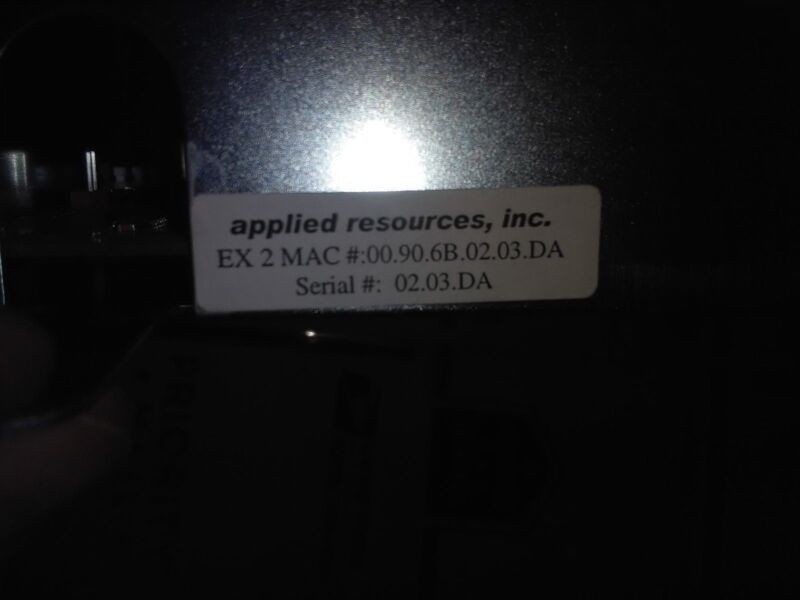 applied resources, inc.
EX 2 MAC #:00.90.6B.02.03.DA
Serial #: 02.03.DA